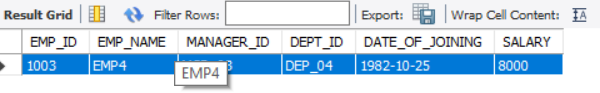 Result Grid Filter Rows: Export: Wrap Cell Content: IA
EMP_ID EMP_NAME MANAGER_ID DEPT_ID DATE_OF_JOINING SALARY
1003 EMP4 DEP_04 1982-10-25 8000
EMP4